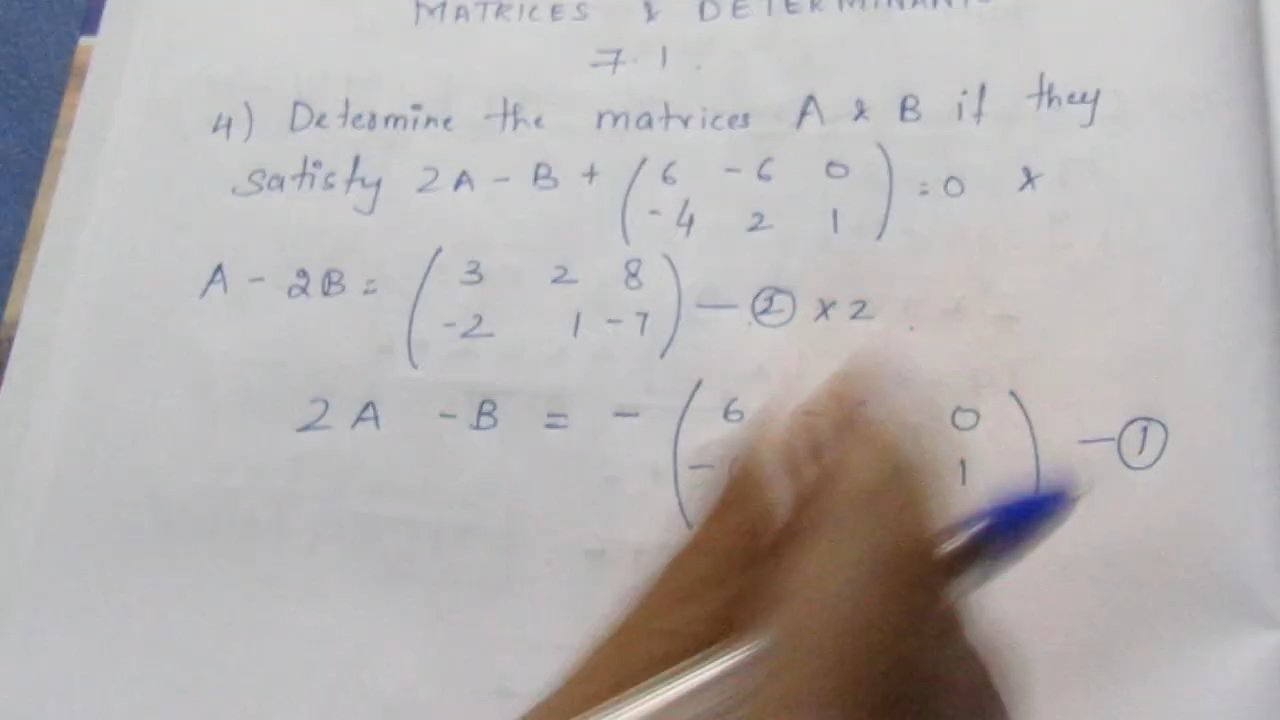 MATRICES & DETERMINANTS
7.1.
4) Determine the matrices A & B if they
satisfy 2A - B + ( 6 -6 0 ) = 0 &
( -4 2 1 )
A - 2B = ( 3 2 8 ) — ② × 2
( -2 1 -7 )
2A - B = - ( 6 0 ) — ①
( - 1 )